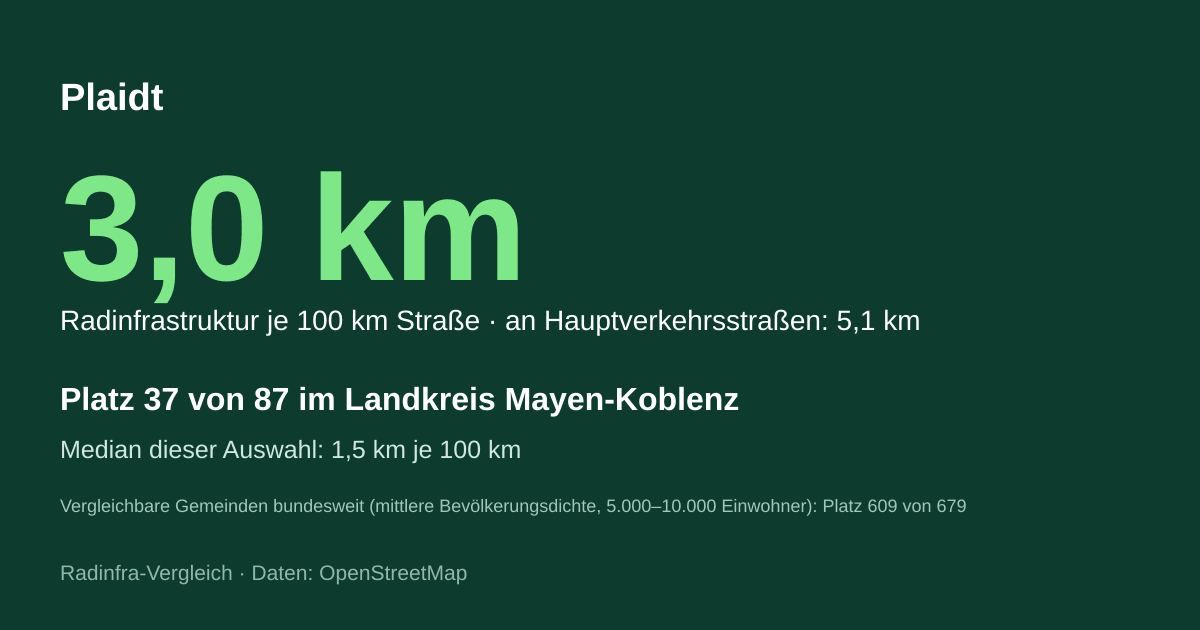 Plaidt
3,0 km
Radinfrastruktur je 100 km Straße · an Hauptverkehrsstraßen: 5,1 km
Platz 37 von 87 im Landkreis Mayen-Koblenz
Median dieser Auswahl: 1,5 km je 100 km
Vergleichbare Gemeinden bundesweit (mittlere Bevölkerungsdichte, 5.000–10.000 Einwohner): Platz 609 von 679
Radinfra-Vergleich · Daten: OpenStreetMap